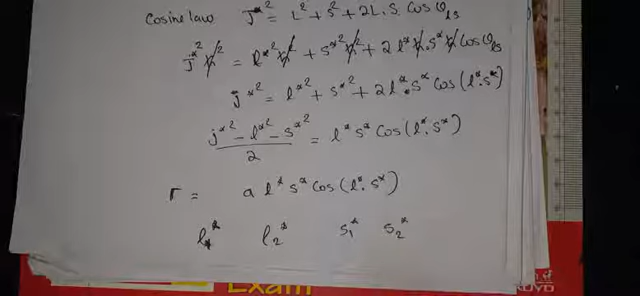 Cosine law J*² = L² + S² + 2L.S. Cos θls
j*² ħ² = l*² ħ² + s*² ħ² + 2 l* ħ. s* ħ Cos θls
j*² = l*² + s*² + 2 l*. s* Cos (l*. s*)
(j*² - l*² - s*²) / 2 = l* s* Cos (l*. s*)
Γ = a l* s* Cos (l*. s*)
l₁* l₂* s₁* s₂*
Exam